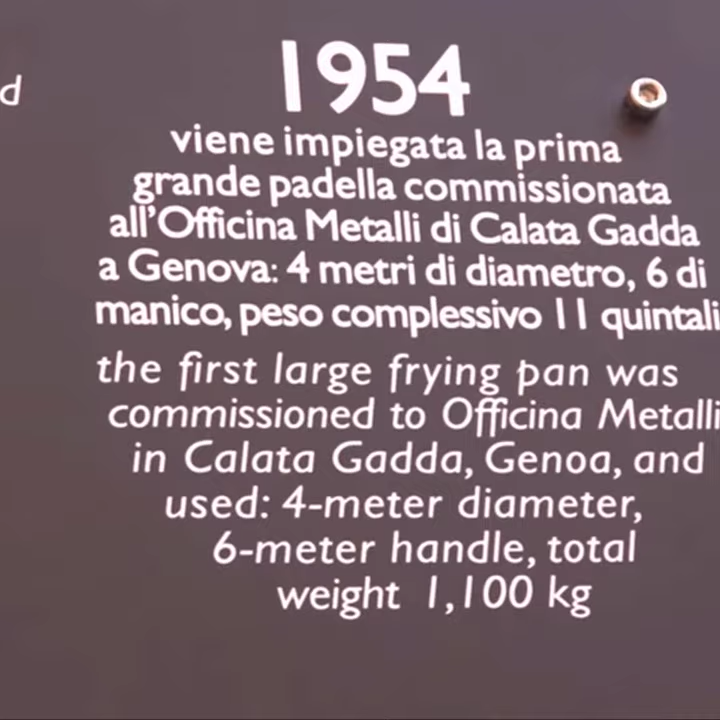 d
1954
viene impiegata la prima
grande padella commissionata
all'Officina Metalli di Calata Gadda
a Genova: 4 metri di diametro, 6 di
manico, peso complessivo 11 quintali
the first large frying pan was
commissioned to Officina Metalli
in Calata Gadda, Genoa, and
used: 4-meter diameter,
6-meter handle, total
weight 1,100 kg